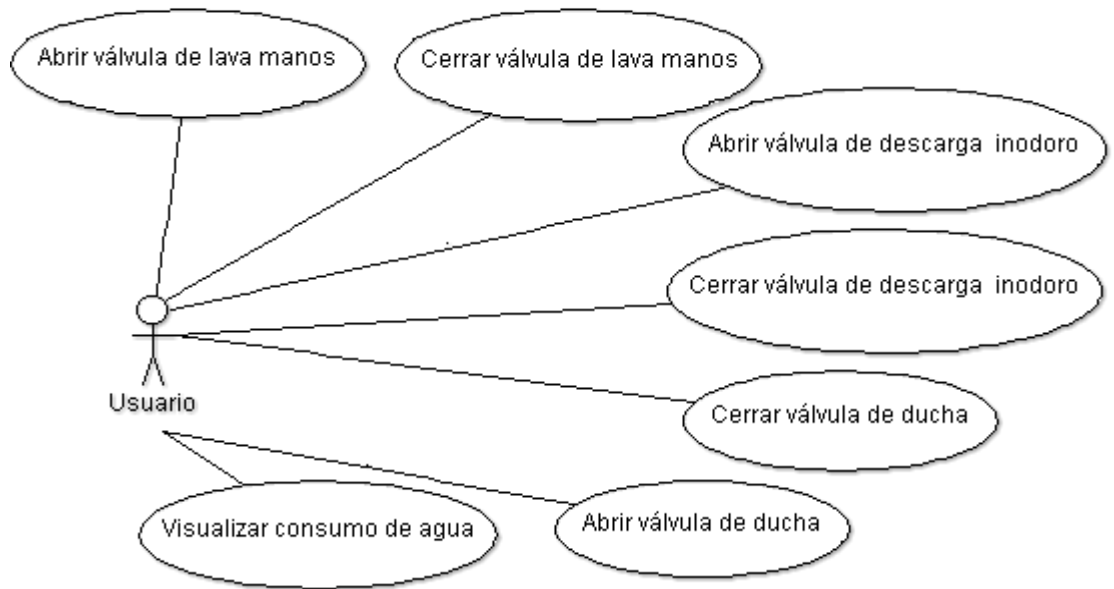 Abrir válvula de lava manos
Cerrar válvula de lava manos
Abrir válvula de descarga inodoro
Cerrar válvula de descarga inodoro
Usuario
Cerrar válvula de ducha
Visualizar consumo de agua
Abrir válvula de ducha